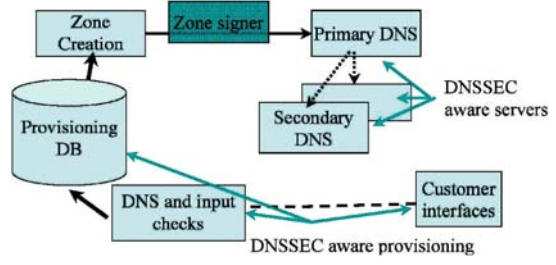 Zone
Creation
Zone signer
Primary DNS
DNSSEC
aware servers
Secondary
DNS
Provisioning
DB
DNS and input
checks
Customer
interfaces
DNSSEC aware provisioning